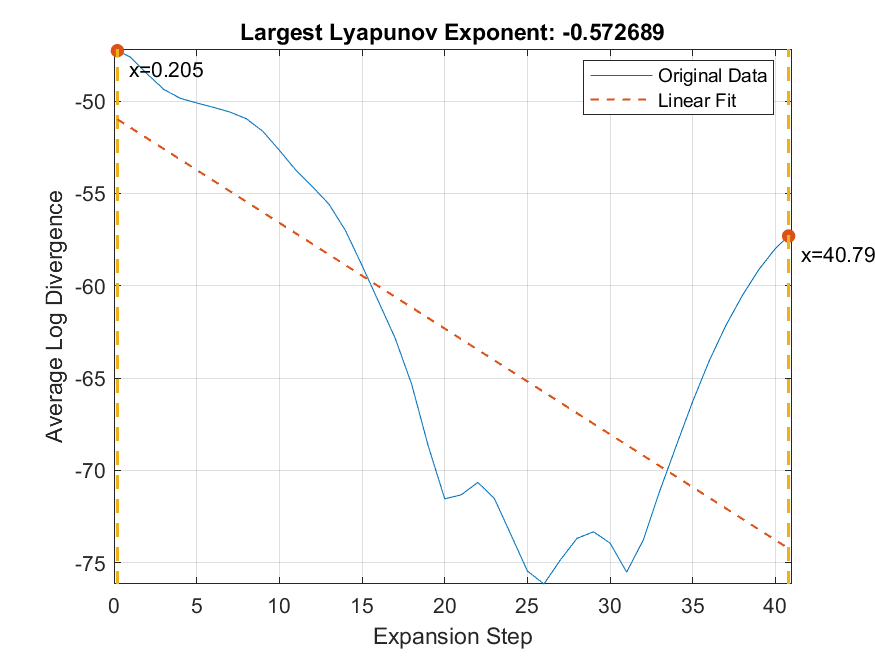 Largest Lyapunov Exponent: -0.572689
x=0.205
Original Data
Linear Fit
-50
-55
-60
-65
-70
-75
x=40.79
Average Log Divergence
0 5 10 15 20 25 30 35 40
Expansion Step